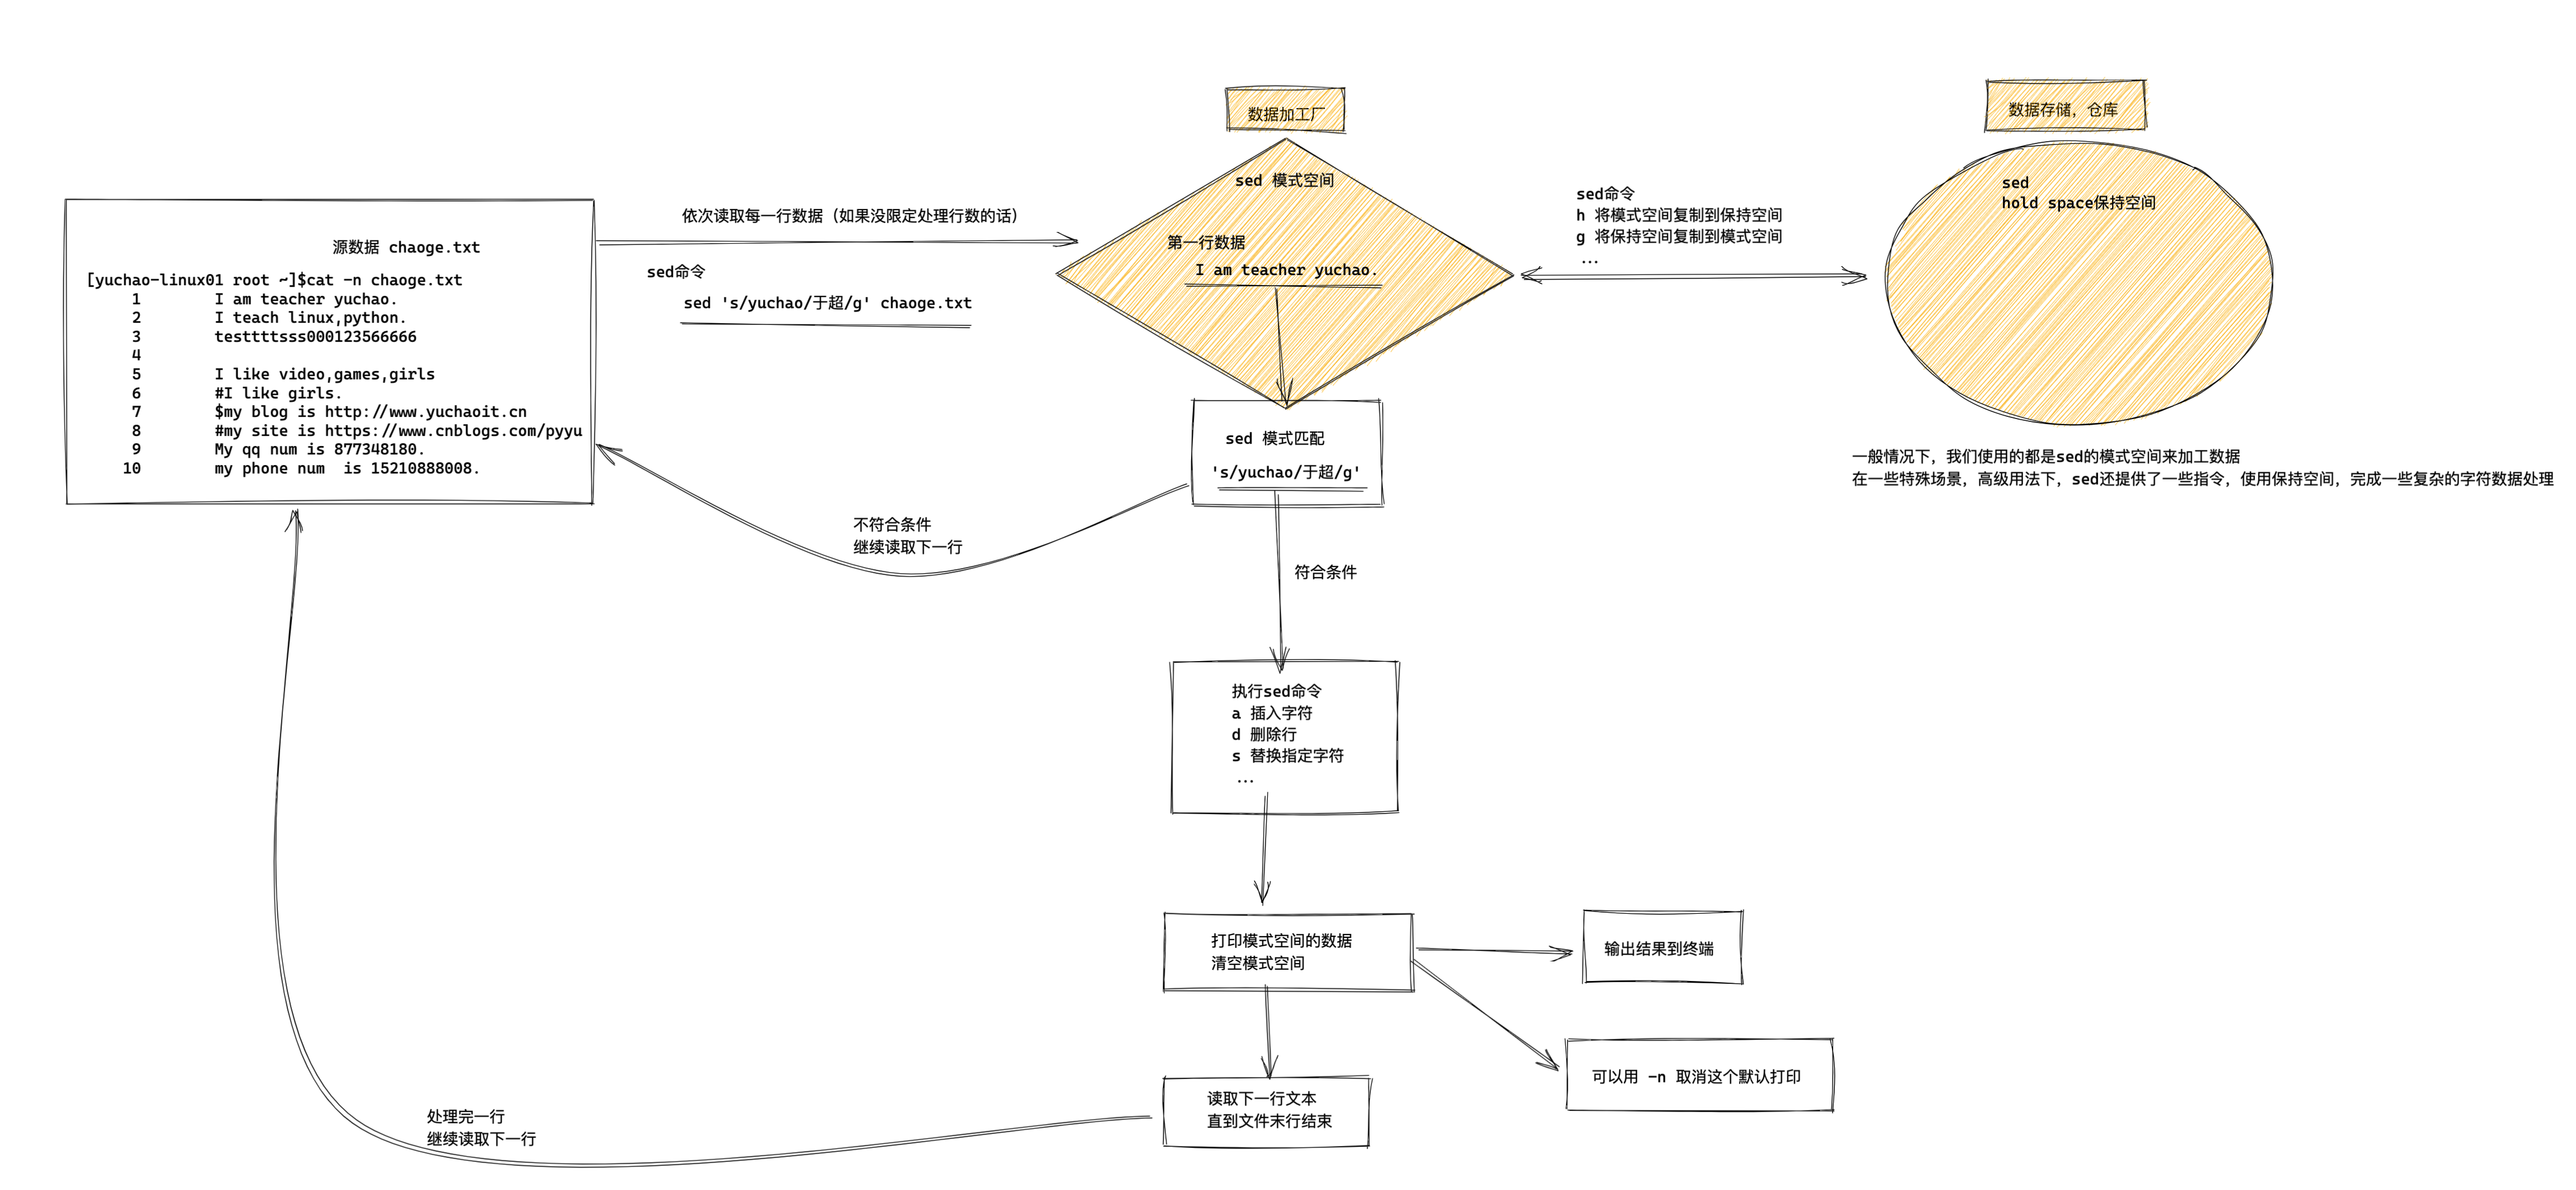 数据加工厂
数据存储，仓库
源数据 chaoge.txt
[yuchao-linux01 root ~]$cat -n chaoge.txt
1 I am teacher yuchao.
2 I teach linux,python.
3 testtttsss000123566666
4
5 I like video,games,girls
6 #I like girls.
7 $my blog is http://www.yuchaoit.cn
8 #my site is https://www.cnblogs.com/pyyu
9 My qq num is 877348180.
10 my phone num  is 15210888008.
依次读取每一行数据（如果没限定处理行数的话）
sed命令
sed 's/yuchao/于超/g' chaoge.txt
sed 模式空间
第一行数据
I am teacher yuchao.
sed命令
h 将模式空间复制到保持空间
g 将保持空间复制到模式空间
...
sed
hold space保持空间
一般情况下，我们使用的都是sed的模式空间来加工数据
在一些特殊场景，高级用法下，sed还提供了一些指令，使用保持空间，完成一些复杂的字符数据处理
sed 模式匹配
's/yuchao/于超/g'
不符合条件
继续读取下一行
符合条件
执行sed命令
a 插入字符
d 删除行
s 替换指定字符
...
打印模式空间的数据
清空模式空间
输出结果到终端
可以用 -n 取消这个默认打印
读取下一行文本
直到文件末行结束
处理完一行
继续读取下一行